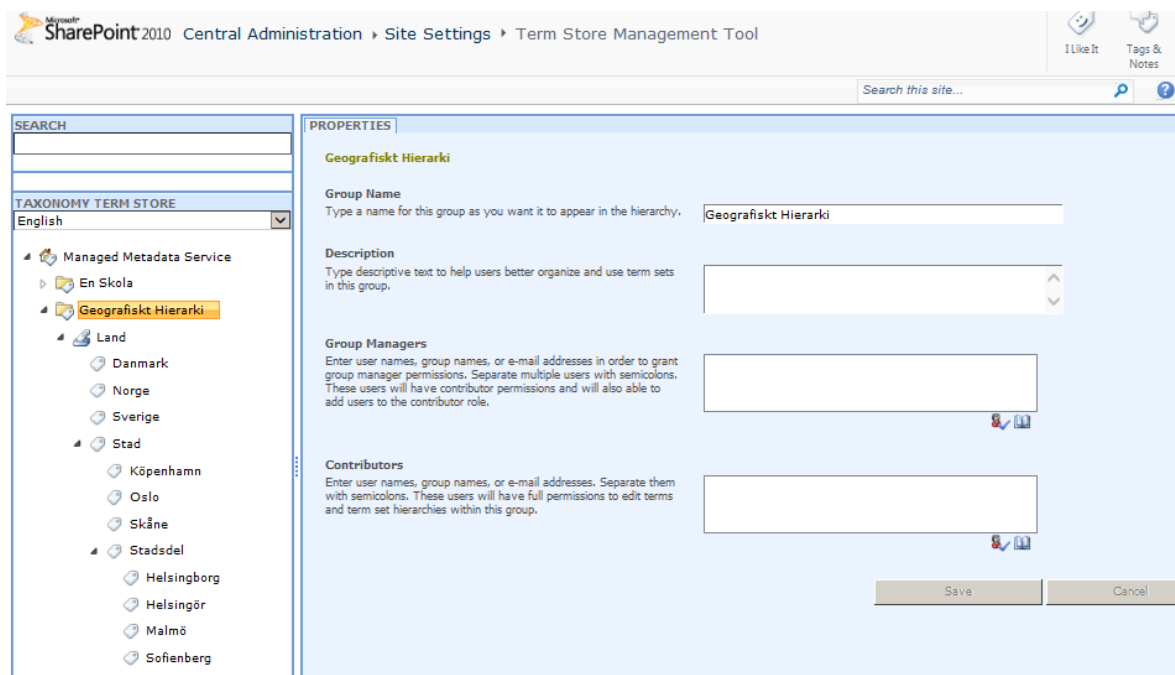 Microsoft
SharePoint 2010 Central Administration Site Settings Term Store Management Tool
I Like It
Tags &
Notes
Search this site...
SEARCH
TAXONOMY TERM STORE
English
Managed Metadata Service
En Skola
Geografiskt Hierarki
Land
Danmark
Norge
Sverige
Stad
Köpenhamn
Oslo
Skåne
Stadsdel
Helsingborg
Helsingör
Malmö
Sofienberg
PROPERTIES
Geografiskt Hierarki
Group Name
Type a name for this group as you want it to appear in the hierarchy.
Geografiskt Hierarki
Description
Type descriptive text to help users better organize and use term sets
in this group.
Group Managers
Enter user names, group names, or e-mail addresses in order to grant
group manager permissions. Separate multiple users with semicolons.
These users will have contributor permissions and will also able to
add users to the contributor role.
Contributors
Enter user names, group names, or e-mail addresses. Separate them
with semicolons. These users will have full permissions to edit terms
and term set hierarchies within this group.
Save
Cancel